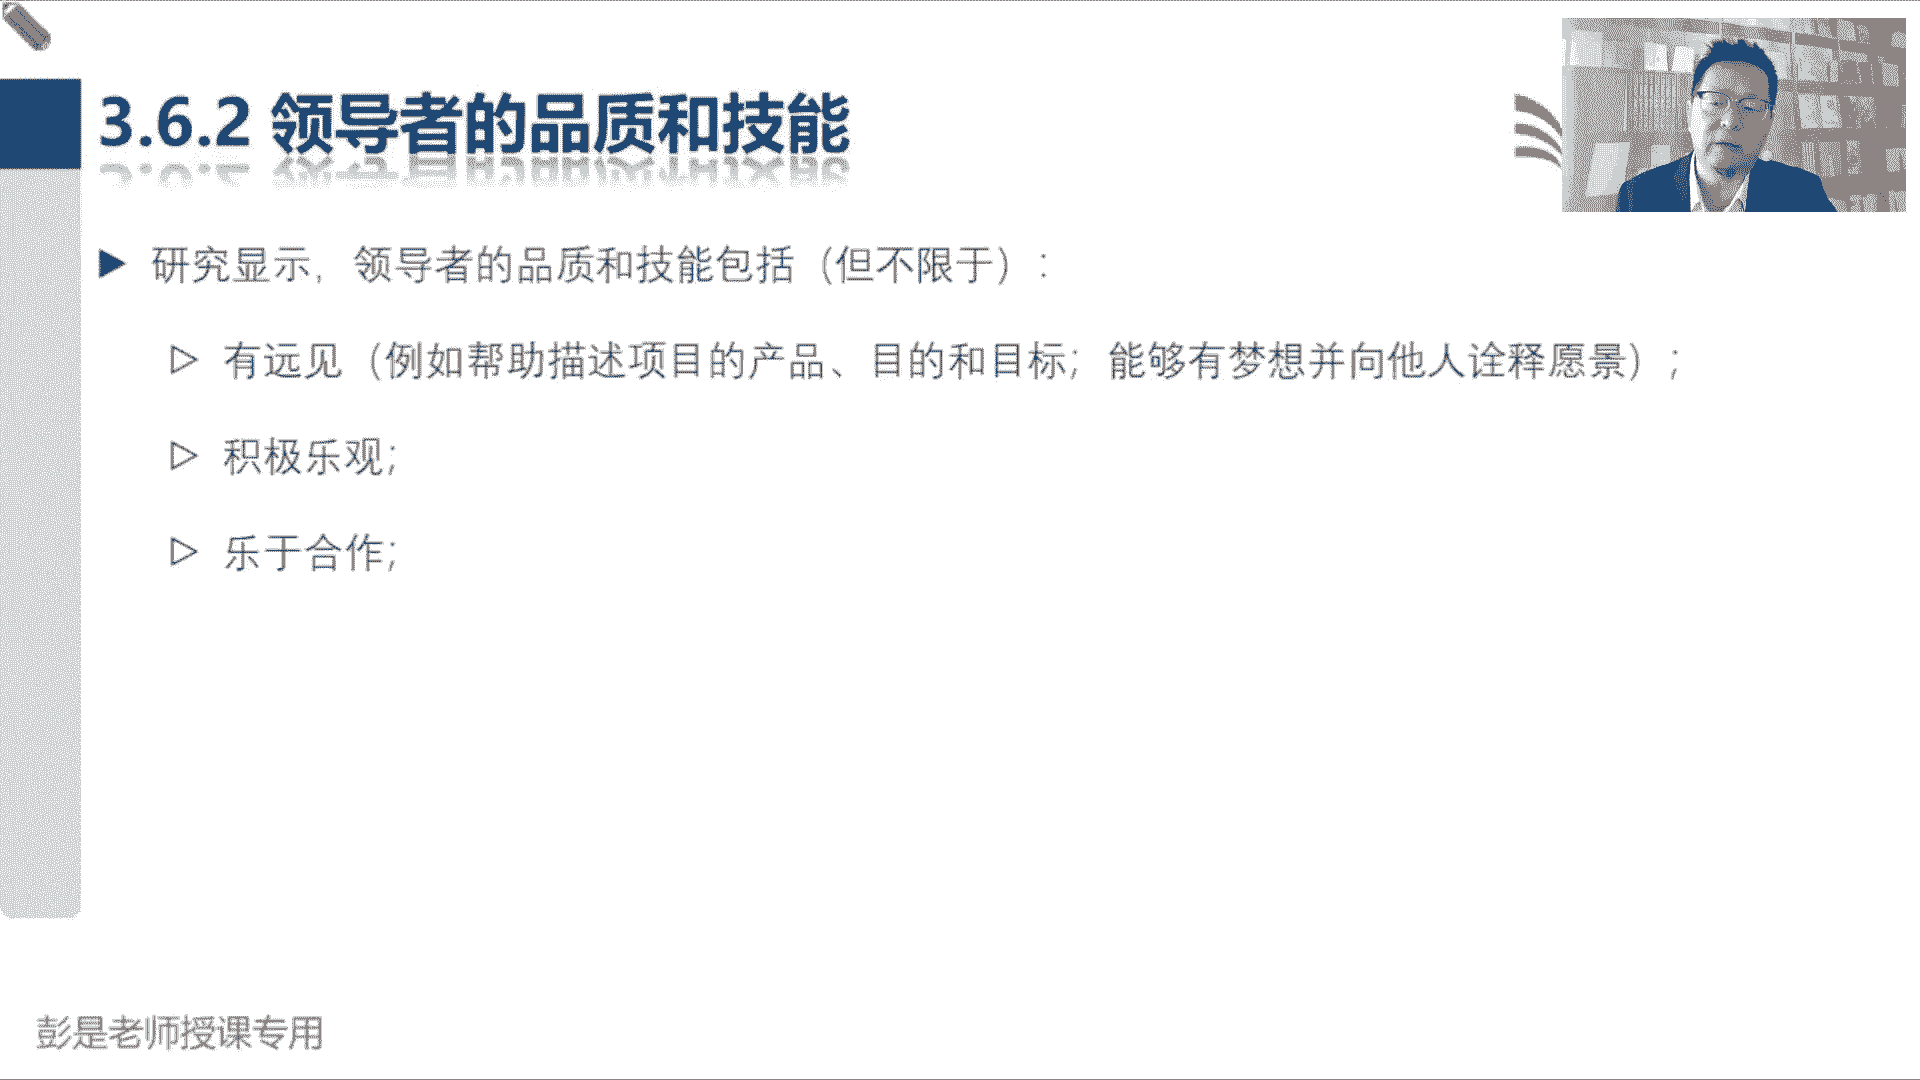 3.6.2 领导者的品质和技能
研究显示，领导者的品质和技能包括（但不限于）：
有远见（例如帮助描述项目的产品、目的和目标；能够有梦想并向他人诠释愿景）；
积极乐观；
乐于合作；
彭是老师授课专用